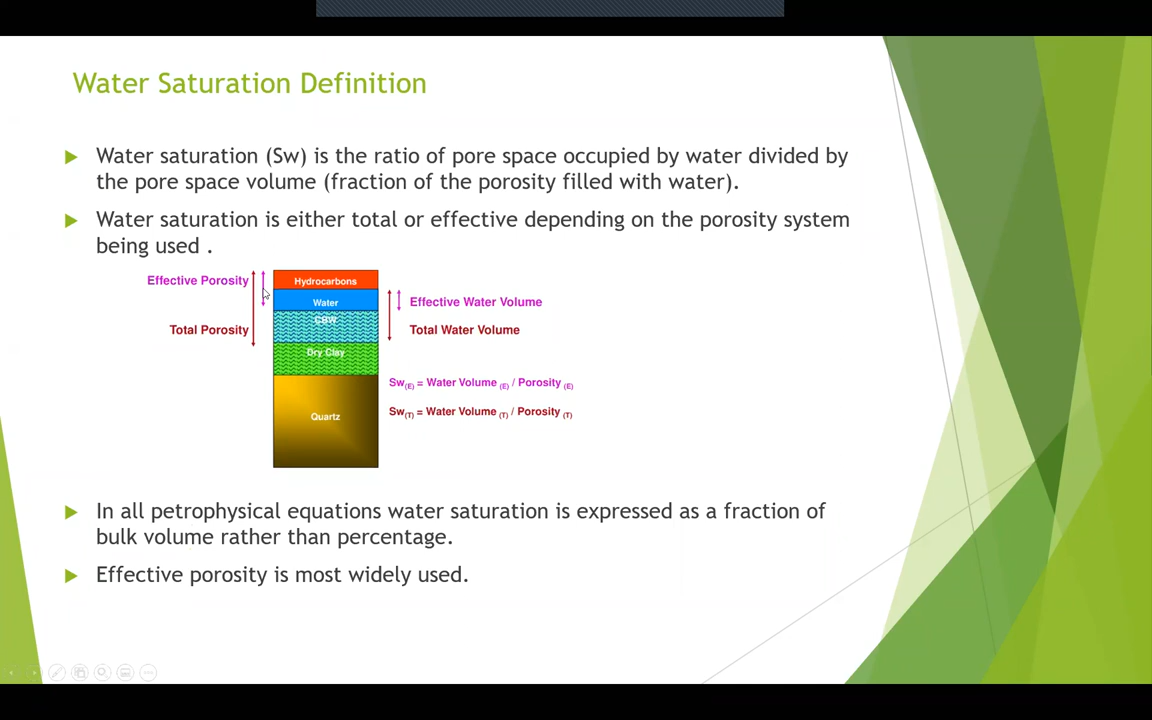 Water Saturation Definition
Water saturation (Sw) is the ratio of pore space occupied by water divided by
the pore space volume (fraction of the porosity filled with water).
Water saturation is either total or effective depending on the porosity system
being used .
Effective Porosity
Total Porosity
Hydrocarbons
Water
CBW
Dry Clay
Quartz
Effective Water Volume
Total Water Volume
Sw(E) = Water Volume (E) / Porosity (E)
Sw(T) = Water Volume (T) / Porosity (T)
In all petrophysical equations water saturation is expressed as a fraction of
bulk volume rather than percentage.
Effective porosity is most widely used.